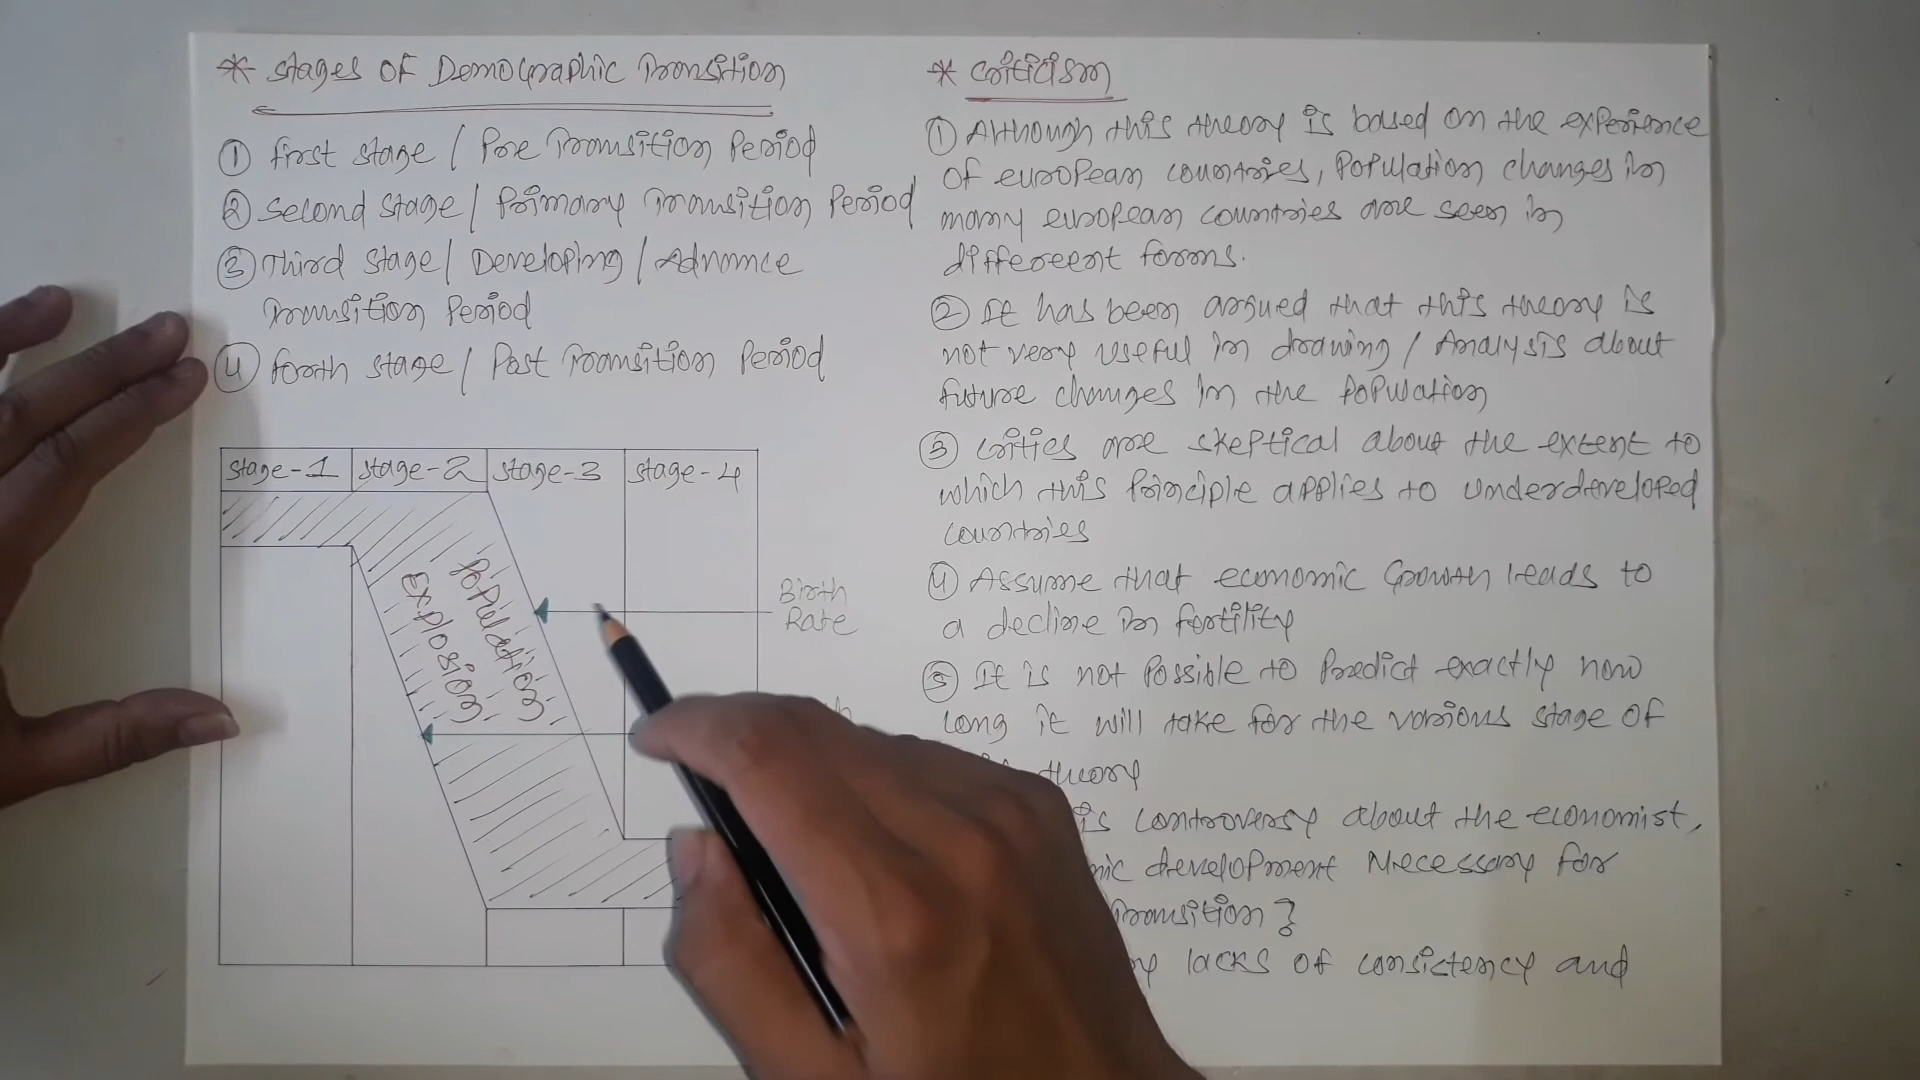 * Stages of Demographic Transition
① First Stage / Pre Transition Period
② Second Stage / Primary Transition Period
③ Third Stage / Developing / Advance
Transition Period
④ Forth Stage / Post Transition Period
Stage-1 Stage-2 Stage-3 Stage-4
Population
Explosion
Birth
Rate
* Criticism
① Although this theory is based on the experience
of european countries, Population changes in
many european countries are seen in
differeent forms.
② It has been argued that this theory is
not very useful in drawing / Analysis about
future changes in the population
③ Critics are skeptical about the extent to
which this Principle applies to underdeveloped
countries
④ Assume that economic Growth leads to
a decline in fertility
⑤ It is not Possible to Predict exactly how
long it will take for the various stage of
theory
is controversy about the economist,
mic development Necessary for
Transition ?
lacks of consistency and